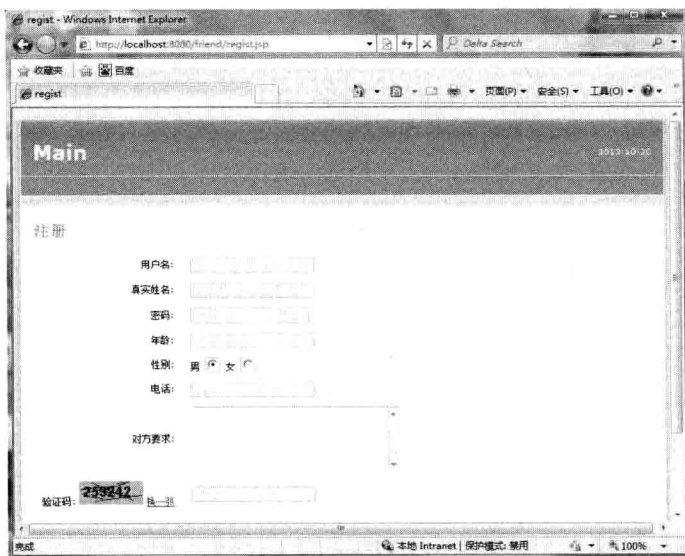 regist - Windows Internet Explorer
http://localhost:8080/friend/regist.jsp
Delta Search
收藏夹 百度
regist 页面(P) 安全(S) 工具(O)
Main
注册
用户名:
真实姓名:
密码:
年龄:
性别: 男 女
电话:
对方要求:
验证码: 259242 换一张
完成 本地 Intranet | 保护模式: 禁用 100%